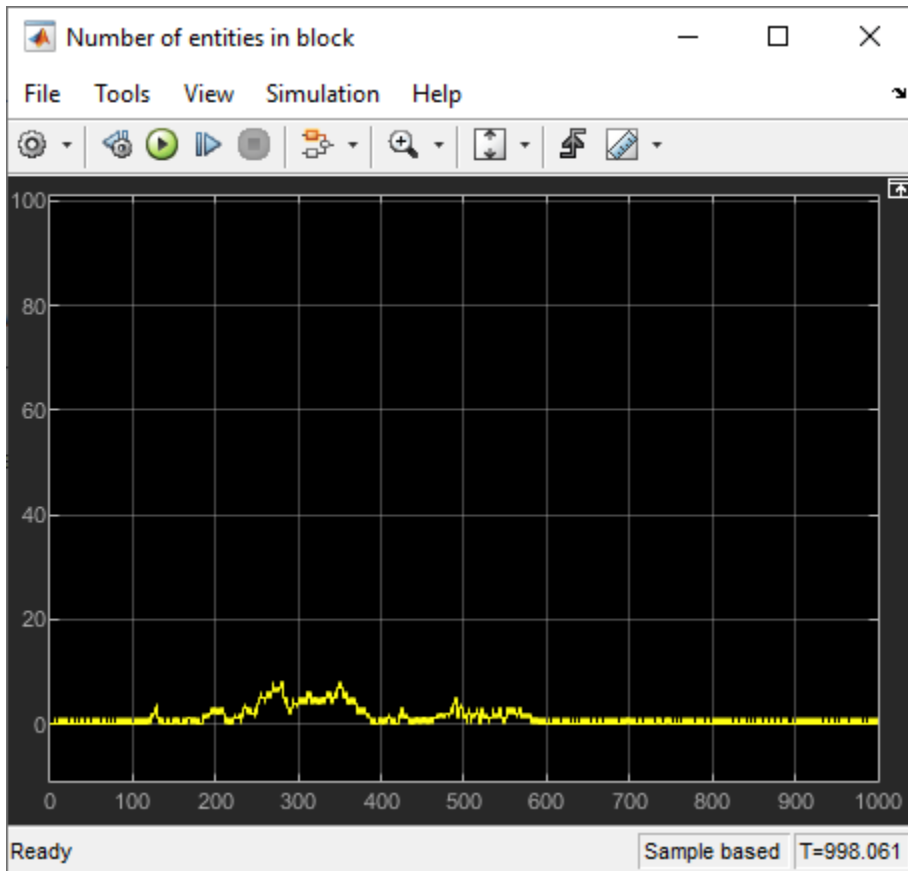 Number of entities in block
File Tools View Simulation Help
100
80
60
40
20
0
0 100 200 300 400 500 600 700 800 900 1000
Ready Sample based T=998.061